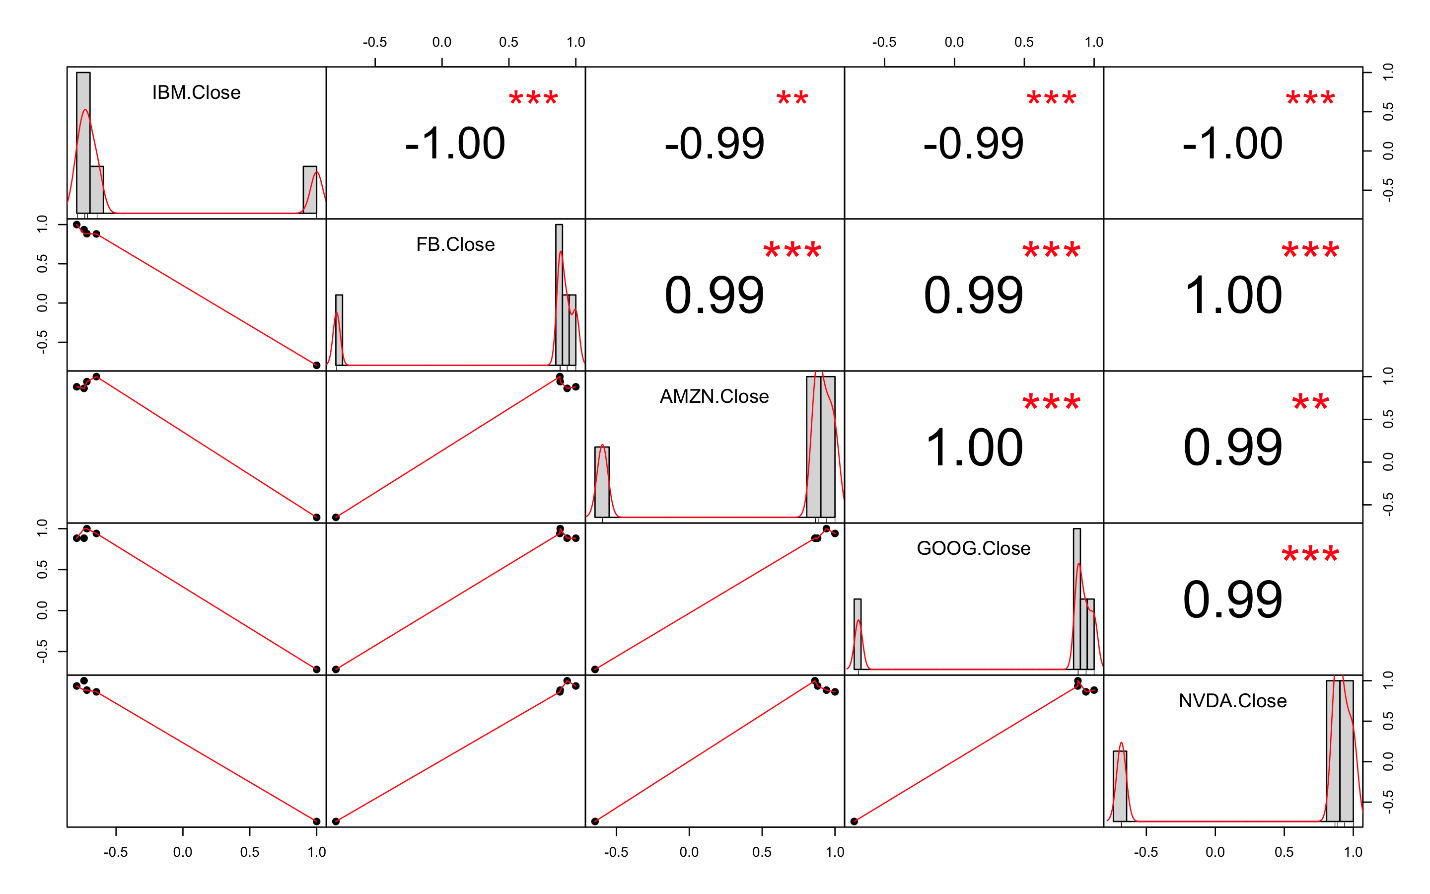 -0.5 0.0 0.5 1.0 -0.5 0.0 0.5 1.0
IBM.Close *** -1.00 ** -0.99 *** -0.99 *** -1.00 -0.5 0.0 0.5 1.0
-0.5 0.0 0.5 1.0 FB.Close *** 0.99 *** 0.99 *** 1.00
AMZN.Close *** 1.00 ** 0.99 -0.5 0.0 0.5 1.0
-0.5 0.0 0.5 1.0 GOOG.Close *** 0.99
NVDA.Close -0.5 0.0 0.5 1.0
-0.5 0.0 0.5 1.0 -0.5 0.0 0.5 1.0 -0.5 0.0 0.5 1.0